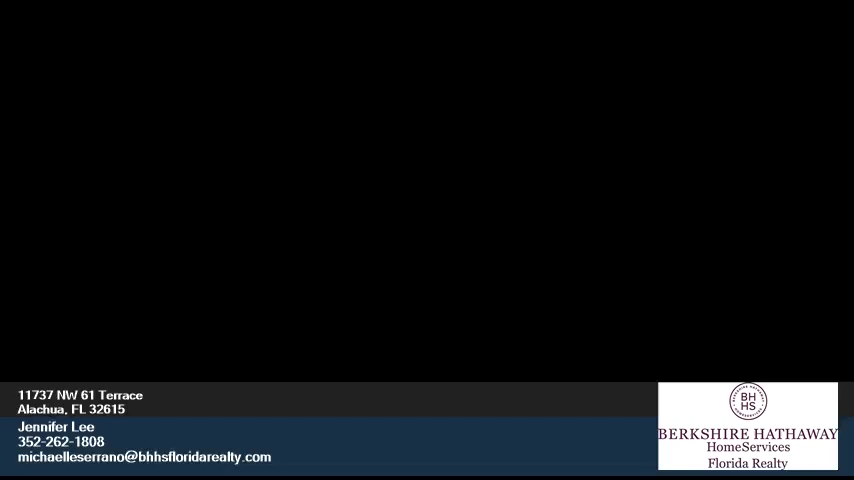 11737 NW 61 Terrace
Alachua, FL 32615
Jennifer Lee
352-262-1808
michaelleserrano@bhhsfloridarealty.com
BH
HS
BERKSHIRE HATHAWAY
HomeServices
Florida Realty